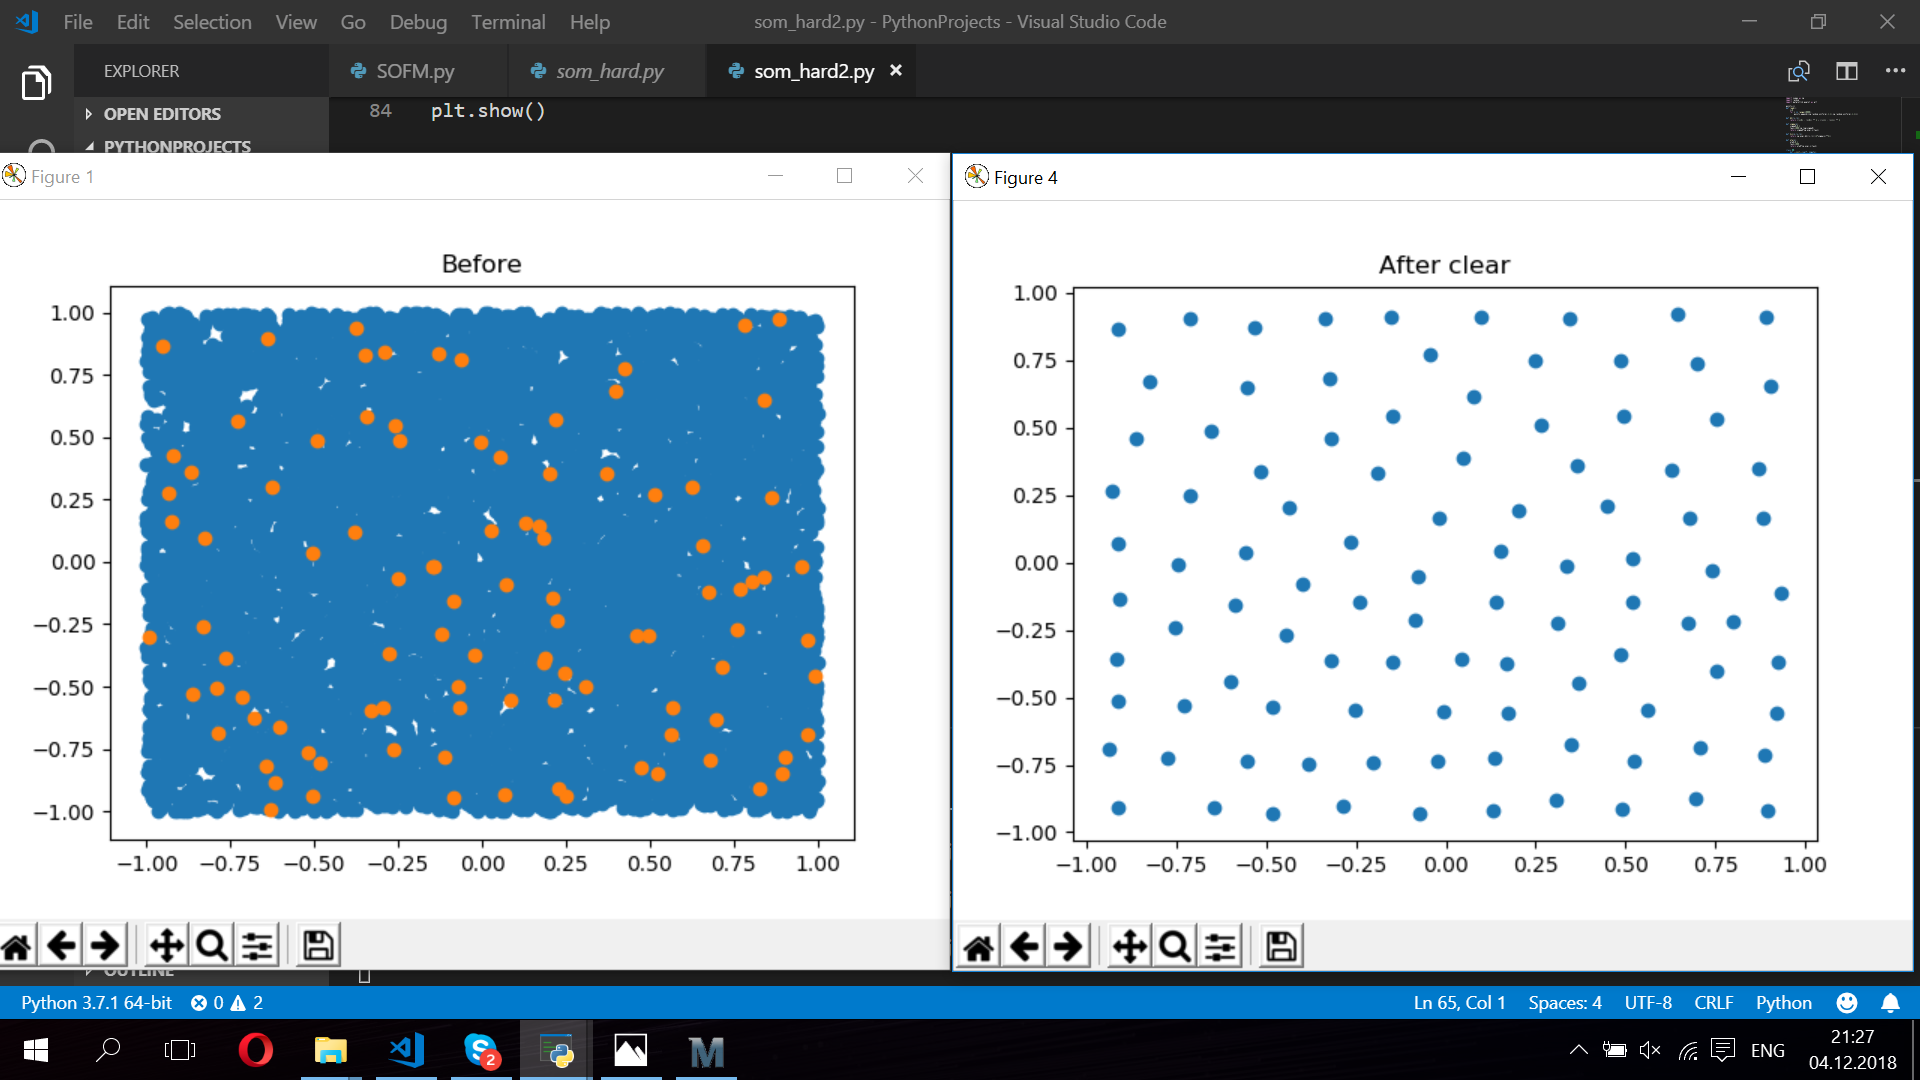 File Edit Selection View Go Debug Terminal Help som_hard2.py - PythonProjects - Visual Studio Code
EXPLORER SOFM.py som_hard.py som_hard2.py
OPEN EDITORS 84 plt.show()
PYTHONPROJECTS
Figure 1
Before
1.00
0.75
0.50
0.25
0.00
−0.25
−0.50
−0.75
−1.00
−1.00 −0.75 −0.50 −0.25 0.00 0.25 0.50 0.75 1.00
Figure 4
After clear
1.00
0.75
0.50
0.25
0.00
−0.25
−0.50
−0.75
−1.00
−1.00 −0.75 −0.50 −0.25 0.00 0.25 0.50 0.75 1.00
OUTLINE
Python 3.7.1 64-bit 0 2 Ln 65, Col 1 Spaces: 4 UTF-8 CRLF Python
2 ENG 21:27
04.12.2018